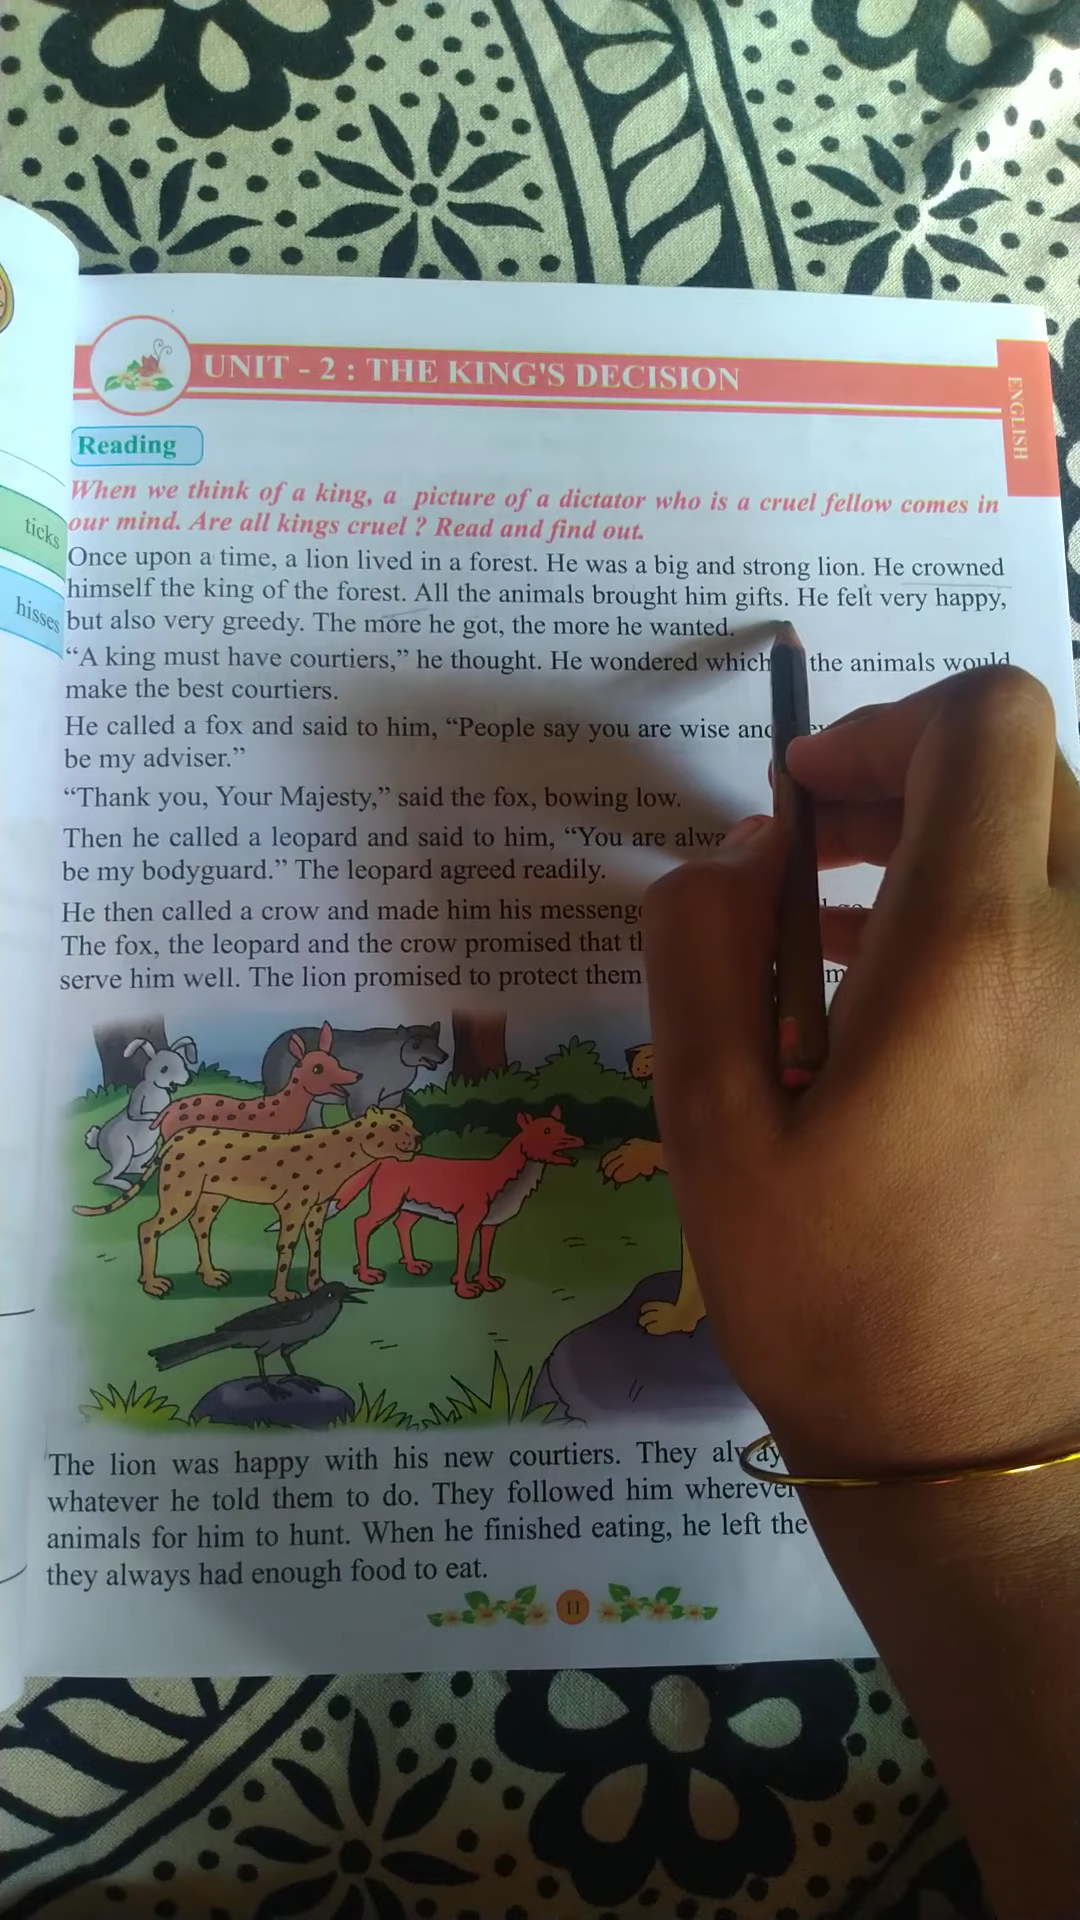 UNIT - 2 : THE KING'S DECISION
ENGLISH
Reading
When we think of a king, a picture of a dictator who is a cruel fellow comes in
our mind. Are all kings cruel ? Read and find out.
Once upon a time, a lion lived in a forest. He was a big and strong lion. He crowned
himself the king of the forest. All the animals brought him gifts. He felt very happy,
but also very greedy. The more he got, the more he wanted.
“A king must have courtiers,” he thought. He wondered which the animals would
make the best courtiers.
He called a fox and said to him, “People say you are wise and
be my adviser.”
“Thank you, Your Majesty,” said the fox, bowing low.
Then he called a leopard and said to him, “You are
be my bodyguard.” The leopard agreed readily.
He then called a crow and made him his
The fox, the leopard and the crow promised that
serve him well. The lion promised to protect them
The lion was happy with his new courtiers. They
whatever he told them to do. They followed him
animals for him to hunt. When he finished eating, he left the
they always had enough food to eat.
11
ticks
hisses